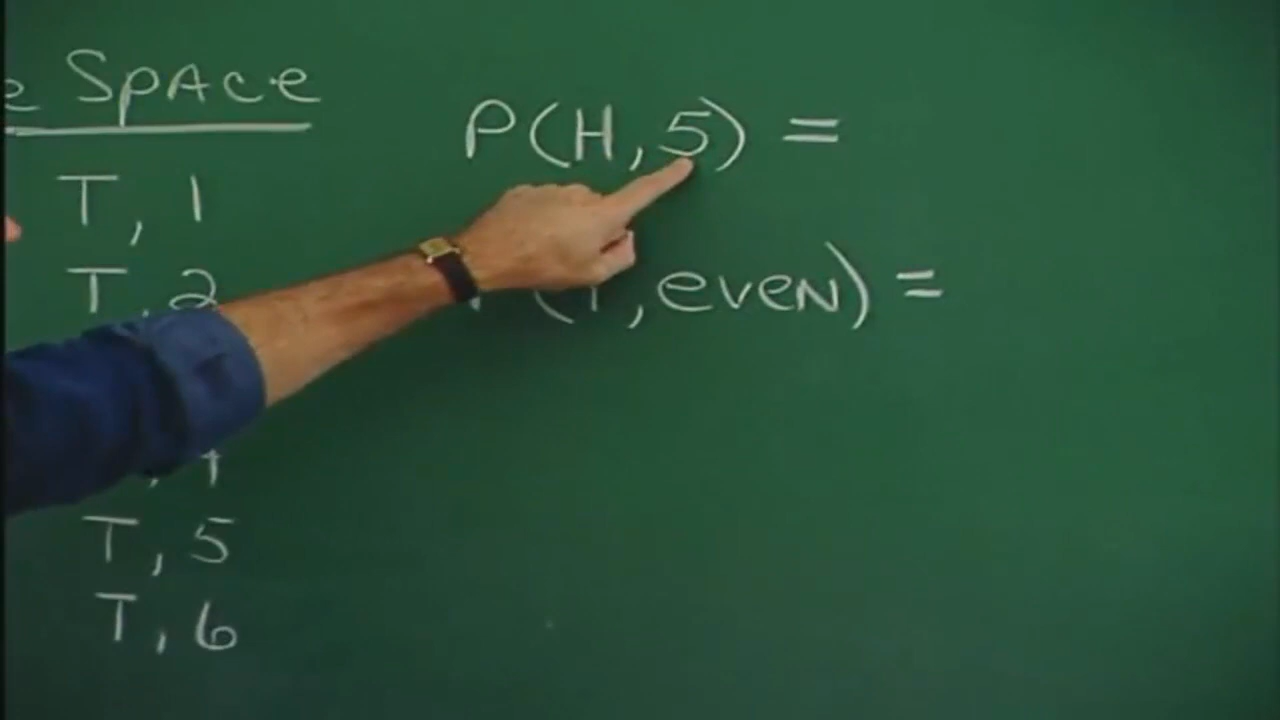 SPACE
P(H,5) =
T, 1
(T, even) =
T, 2
T, 5
T, 6